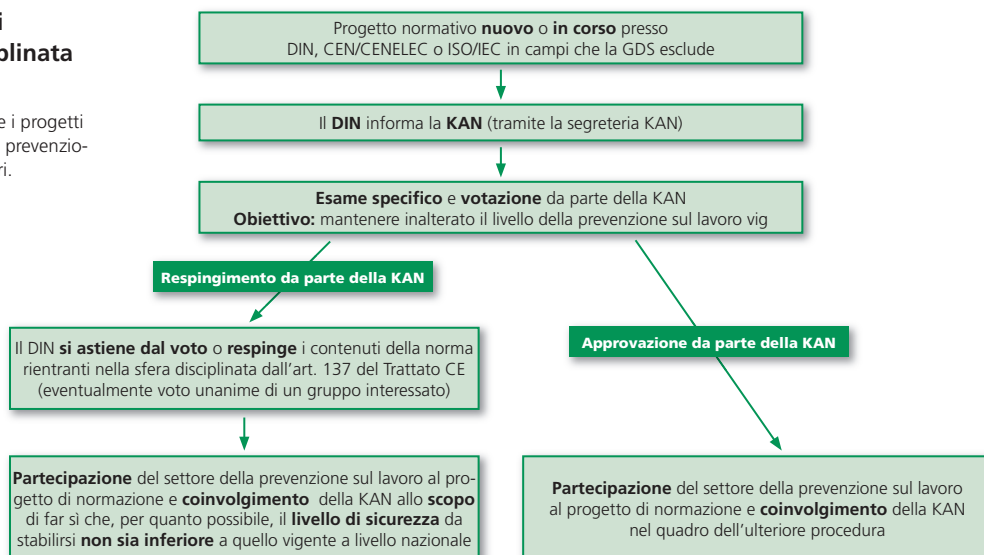 i
plinata
e i progetti
prevenzio-
ri.
Progetto normativo nuovo o in corso presso
DIN, CEN/CENELEC o ISO/IEC in campi che la GDS esclude
Il DIN informa la KAN (tramite la segreteria KAN)
Esame specifico e votazione da parte della KAN
Obiettivo: mantenere inalterato il livello della prevenzione sul lavoro vig
Respingimento da parte della KAN
Il DIN si astiene dal voto o respinge i contenuti della norma
rientranti nella sfera disciplinata dall'art. 137 del Trattato CE
(eventualmente voto unanime di un gruppo interessato)
Approvazione da parte della KAN
Partecipazione del settore della prevenzione sul lavoro al pro-
getto di normazione e coinvolgimento della KAN allo scopo
di far sì che, per quanto possibile, il livello di sicurezza da
stabilirsi non sia inferiore a quello vigente a livello nazionale
Partecipazione del settore della prevenzione sul lavoro
al progetto di normazione e coinvolgimento della KAN
nel quadro dell'ulteriore procedura